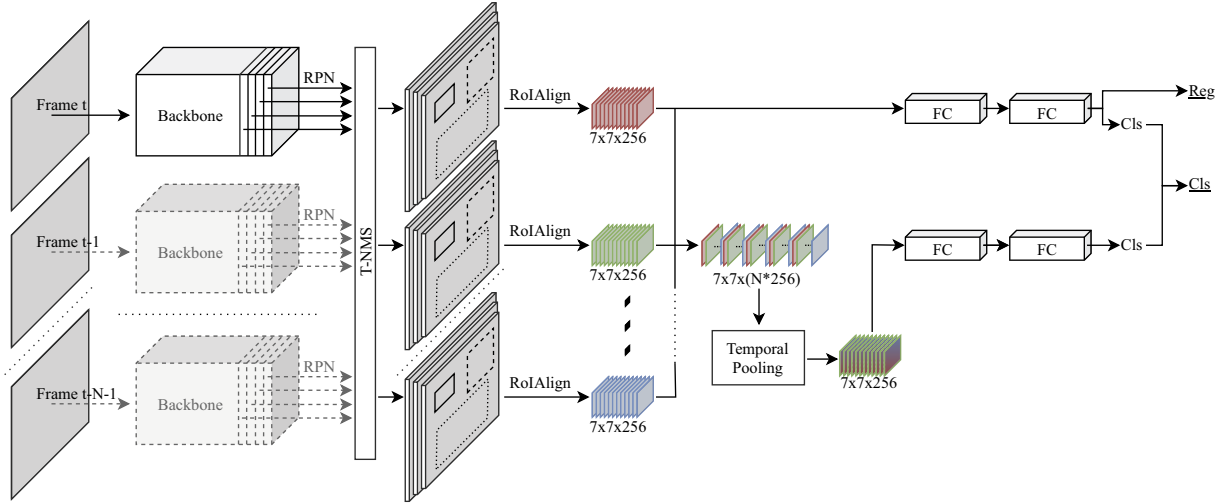 Frame t
Backbone
RPN
RoIAlign
7x7x256
FC
FC
Reg
Cls
Cls
Frame t-1
Backbone
RPN
T-NMS
RoIAlign
7x7x256
7x7x(N*256)
FC
FC
Cls
Temporal
Pooling
7x7x256
Frame t-N-1
Backbone
RPN
RoIAlign
7x7x256